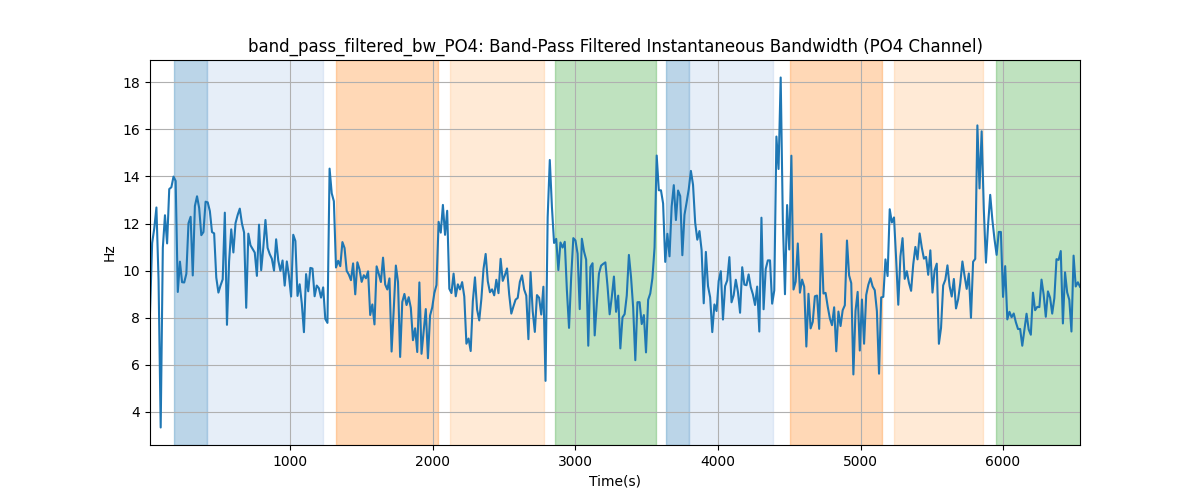 band_pass_filtered_bw_PO4: Band-Pass Filtered Instantaneous Bandwidth (PO4 Channel)
18
16
14
12
10
8
6
4
Hz
1000 2000 3000 4000 5000 6000
Time(s)